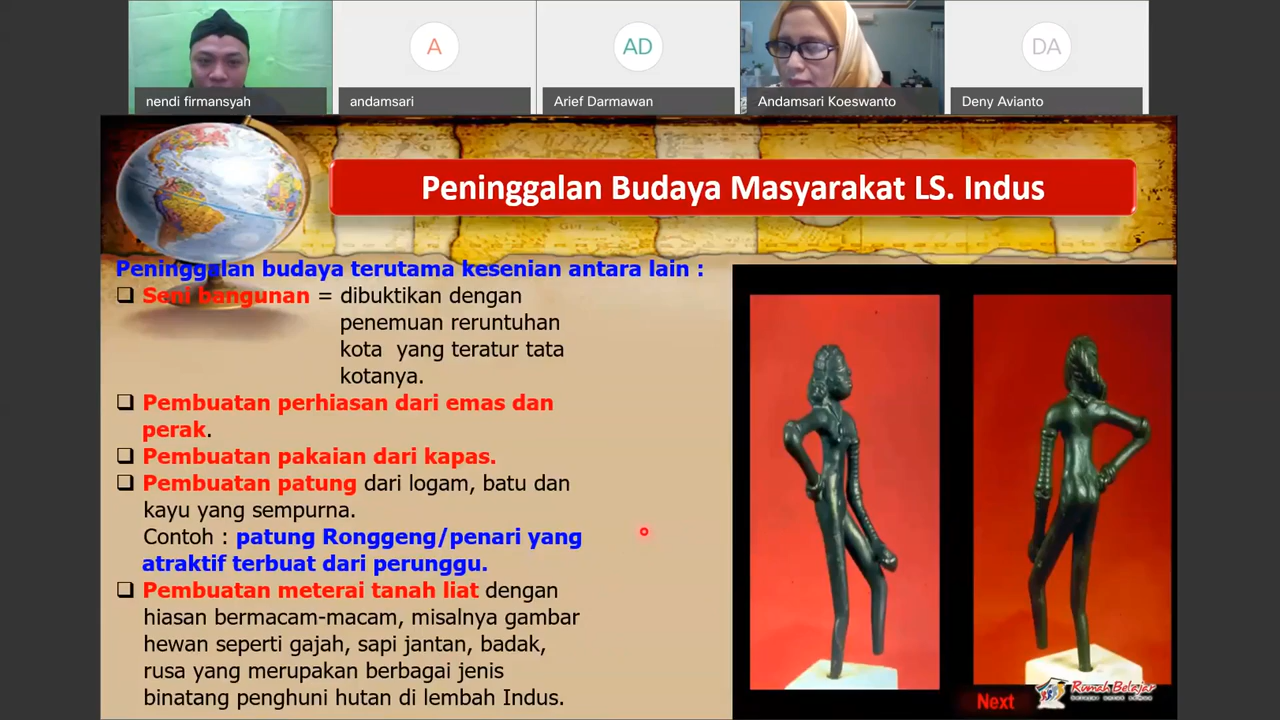 A
AD
DA
nendi firmansyah
andamsari
Arief Darmawan
Andamsari Koeswanto
Deny Avianto
Peninggalan Budaya Masyarakat LS. Indus
Peninggalan budaya terutama kesenian antara lain :
Seni bangunan = dibuktikan dengan
penemuan reruntuhan
kota yang teratur tata
kotanya.
Pembuatan perhiasan dari emas dan
perak.
Pembuatan pakaian dari kapas.
Pembuatan patung dari logam, batu dan
kayu yang sempurna.
Contoh : patung Ronggeng/penari yang
atraktif terbuat dari perunggu.
Pembuatan meterai tanah liat dengan
hiasan bermacam-macam, misalnya gambar
hewan seperti gajah, sapi jantan, badak,
rusa yang merupakan berbagai jenis
binatang penghuni hutan di lembah Indus.
Next
Rumah Belajar